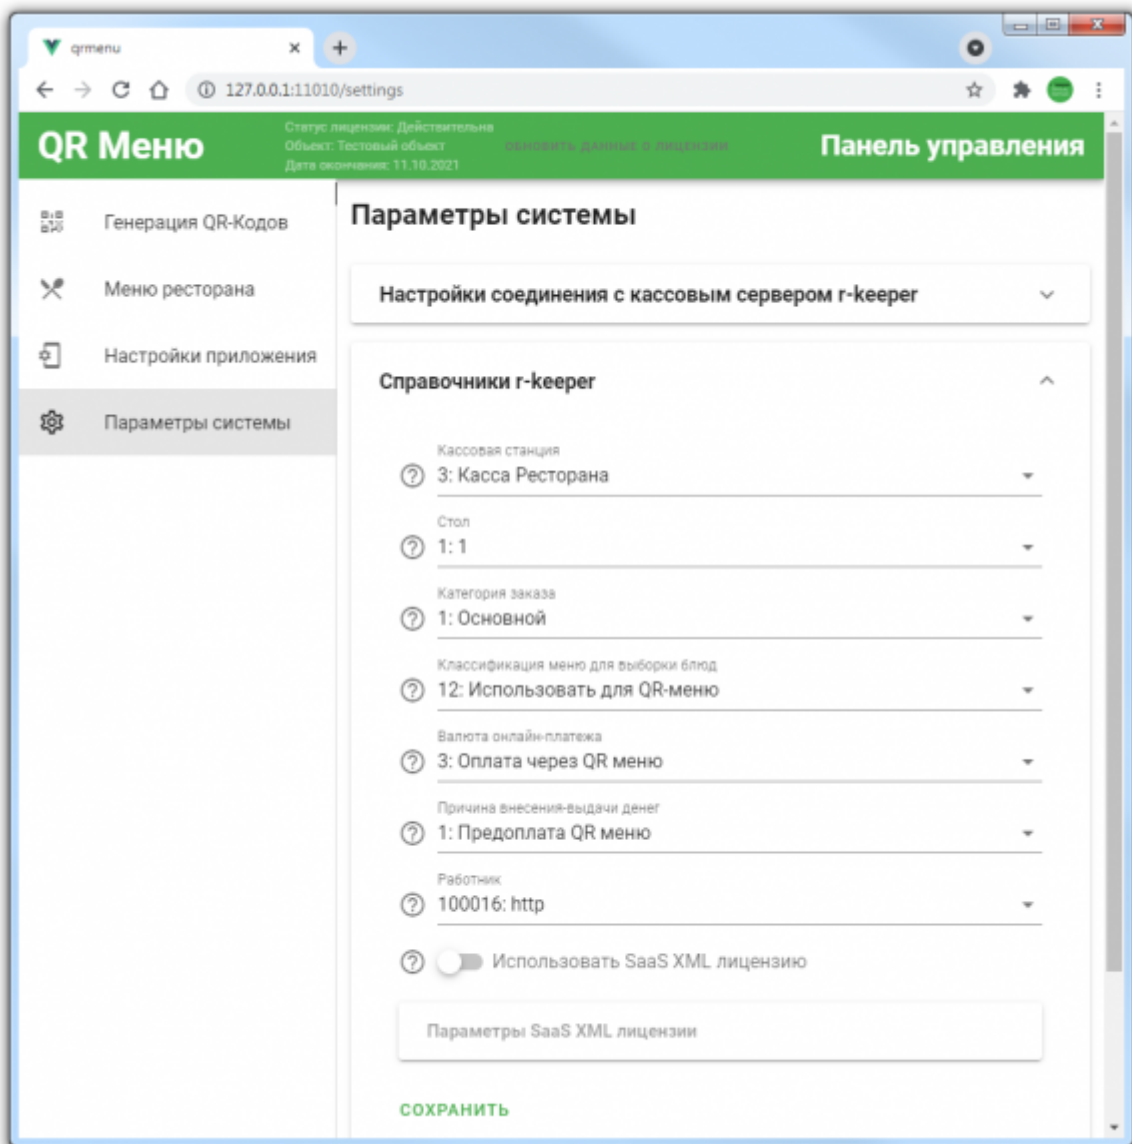 qrmenu
127.0.0.1:11010/settings
QR Меню
Статус лицензии: Действительна
Объект: Тестовый объект
Дата окончания: 11.10.2021
ОБНОВИТЬ ДАННЫЕ О ЛИЦЕНЗИИ
Панель управления
Генерация QR-Кодов
Меню ресторана
Настройки приложения
Параметры системы
Параметры системы
Настройки соединения с кассовым сервером r-keeper
Справочники r-keeper
Кассовая станция
3: Касса Ресторана
Стол
1: 1
Категория заказа
1: Основной
Классификация меню для выборки блюд
12: Использовать для QR-меню
Валюта онлайн-платежа
3: Оплата через QR меню
Причина внесения-выдачи денег
1: Предоплата QR меню
Работник
100016: http
Использовать SaaS XML лицензию
Параметры SaaS XML лицензии
СОХРАНИТЬ